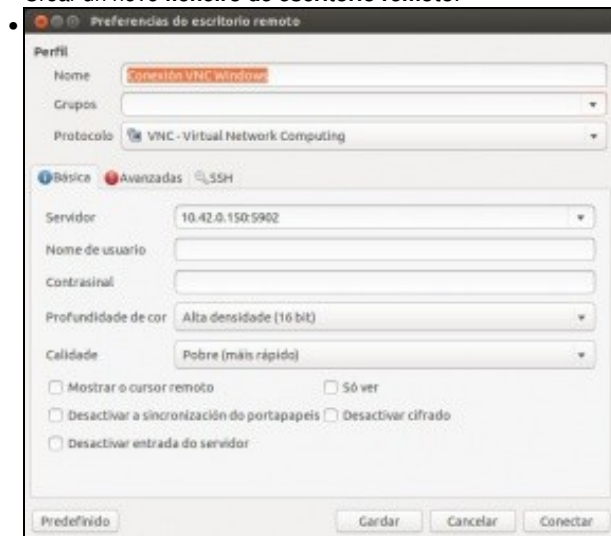 Crear un novo ficheiro de escritorio remoto.
Preferencias do escritorio remoto
Perfil
Nome Conexión VNC Windows
Grupos
Protocolo VNC - Virtual Network Computing
Básica Avanzadas SSH
Servidor 10.42.0.150:5902
Nome de usuario
Contrasinal
Profundidade de cor Alta densidade (16 bit)
Calidade Pobre (máis rápido)
Mostrar o cursor remoto Só ver
Desactivar a sincronización do portapapeis Desactivar cifrado
Desactivar entrada do servidor
Predefinido Gardar Cancelar Conectar